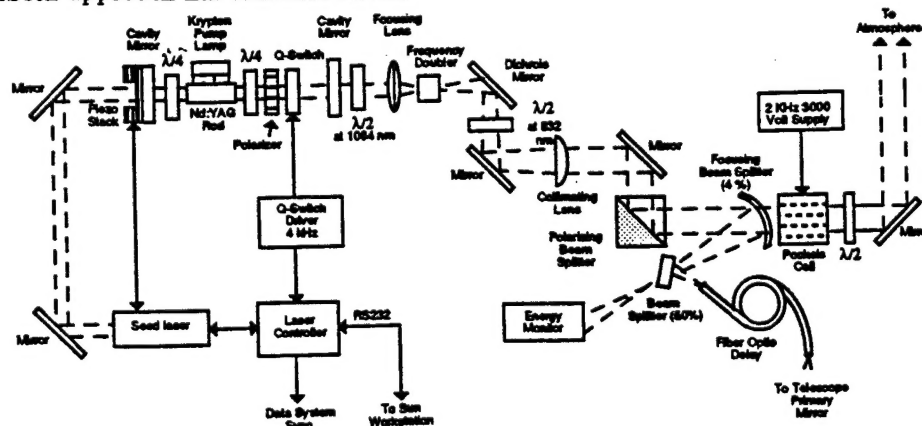 To
Atmosphere
Krypton
Pump
Lamp
Cavity
Mirror
λ/4
λ/4
Q-Switch
Cavity
Mirror
Focusing
Lens
Frequency
Doubler
Dichroic
Mirror
Mirror
Piezo
Stack
Nd:YAG
Rod
Polarizer
λ/2
at 1064 nm
λ/2
at 532
nm
Mirror
Mirror
Collimating
Lens
2 KHz 3000
Volt Supply
Focusing
Beam Splitter
(4 %)
Polarizing
Beam
Splitter
Pockels
Cell
λ/2
Mirror
Q-Switch
Driver
4 kHz
Mirror
Seed laser
Laser
Controller
RS232
Energy
Monitor
Beam
Splitter (50%)
Fiber Optic
Delay
Data System
Sync
To Sun
Workstation
To Telescope
Primary
Mirror